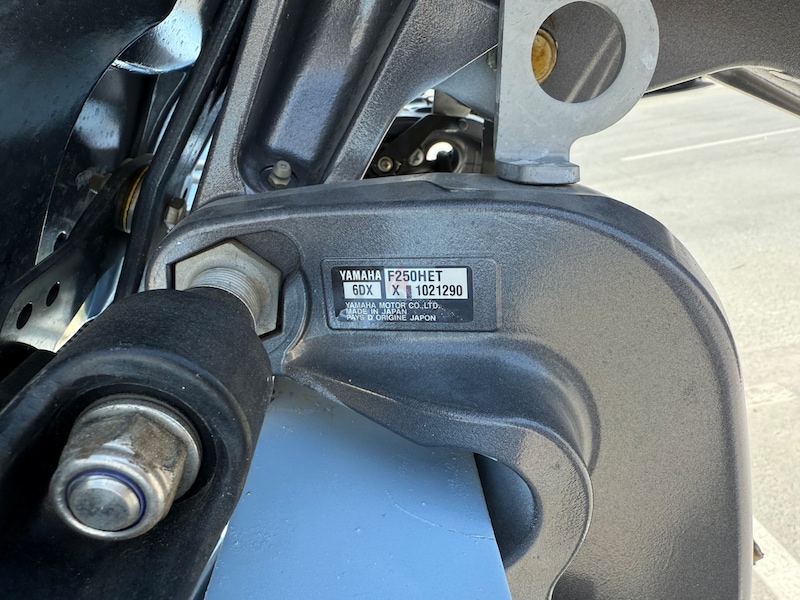 YAMAHA F250HET
6DX X 1021290
YAMAHA MOTOR CO.,LTD.
MADE IN JAPAN
PAYS D'ORIGINE JAPON